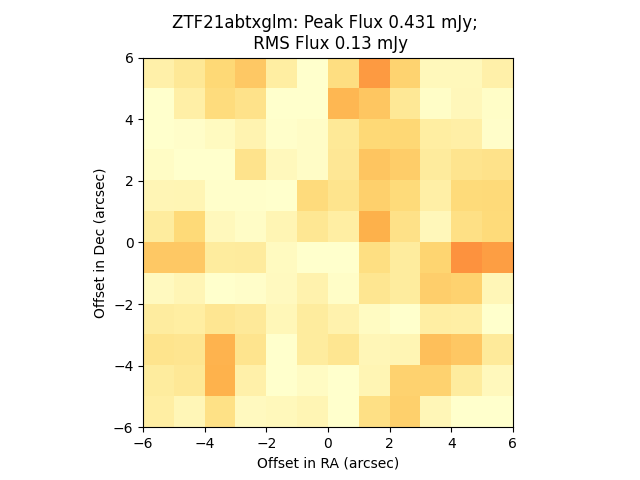 ZTF21abtxglm: Peak Flux 0.431 mJy;
RMS Flux 0.13 mJy
6
4
2
0
−2
−4
−6
Offset in Dec (arcsec)
−6 −4 −2 0 2 4 6
Offset in RA (arcsec)